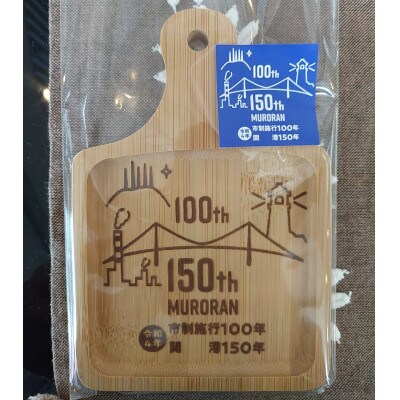 100th
150th
MURORAN
令和4年
市制施行100年
開 港150年
100th
150th
MURORAN
令和4年
市制施行100年
開 港150年